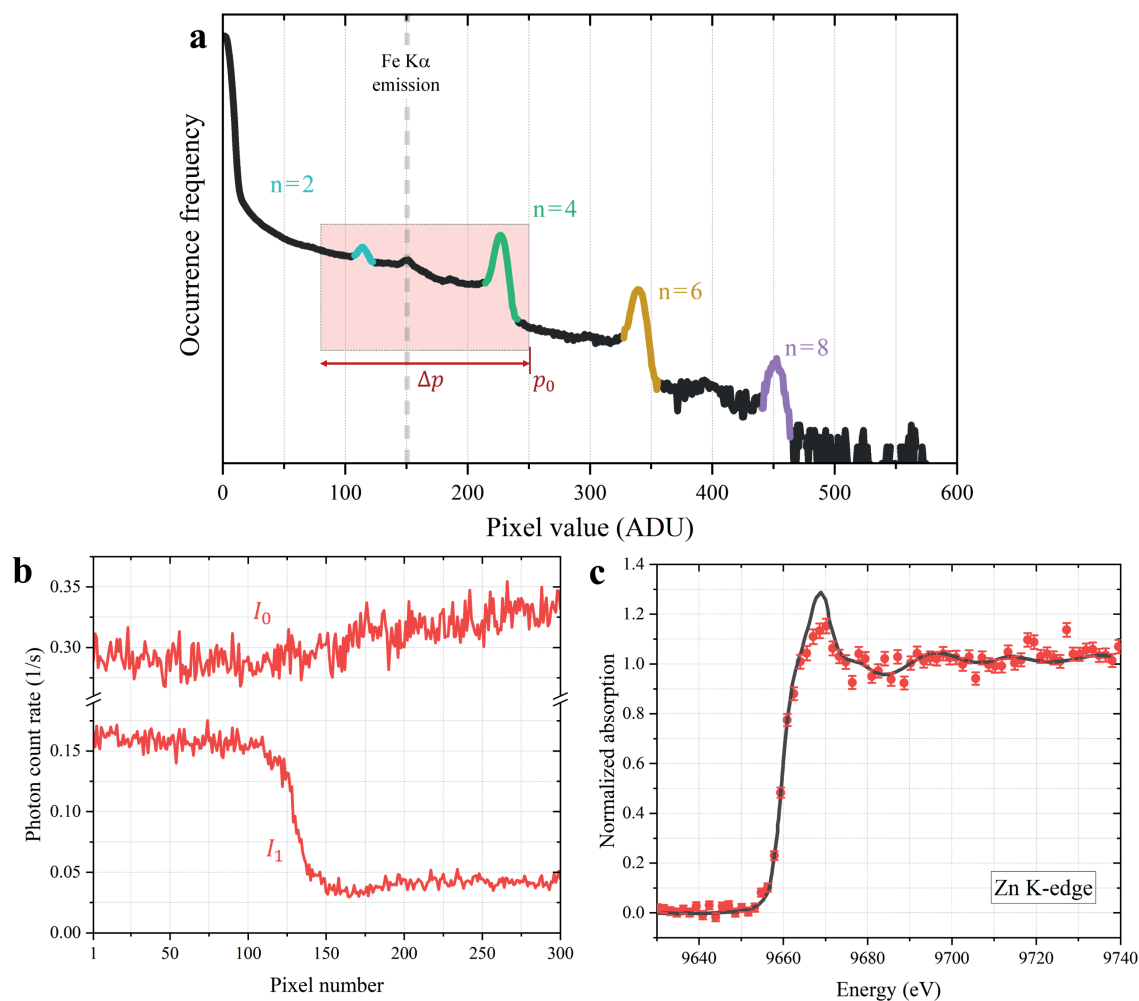 a
Fe Kα
emission
n=2
n=4
n=6
n=8
Δp
p₀
Occurrence frequency
0
100
200
300
400
500
600
Pixel value (ADU)
b
I₀
I₁
0.35
0.30
0.15
0.10
0.05
0.00
Photon count rate (1/s)
1
50
100
150
200
250
300
Pixel number
c
1.4
1.2
1.0
0.8
0.6
0.4
0.2
0.0
Normalized absorption
Zn K-edge
9640
9660
9680
9700
9720
9740
Energy (eV)